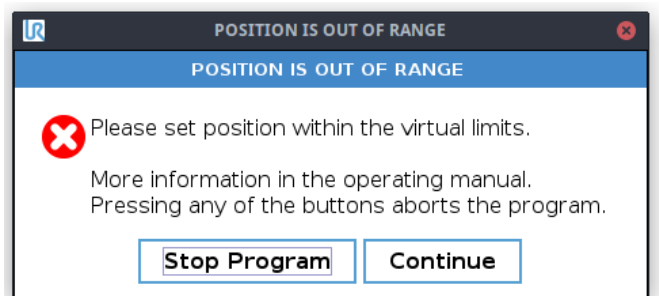 UR
POSITION IS OUT OF RANGE
POSITION IS OUT OF RANGE
Please set position within the virtual limits.
More information in the operating manual.
Pressing any of the buttons aborts the program.
Stop Program
Continue